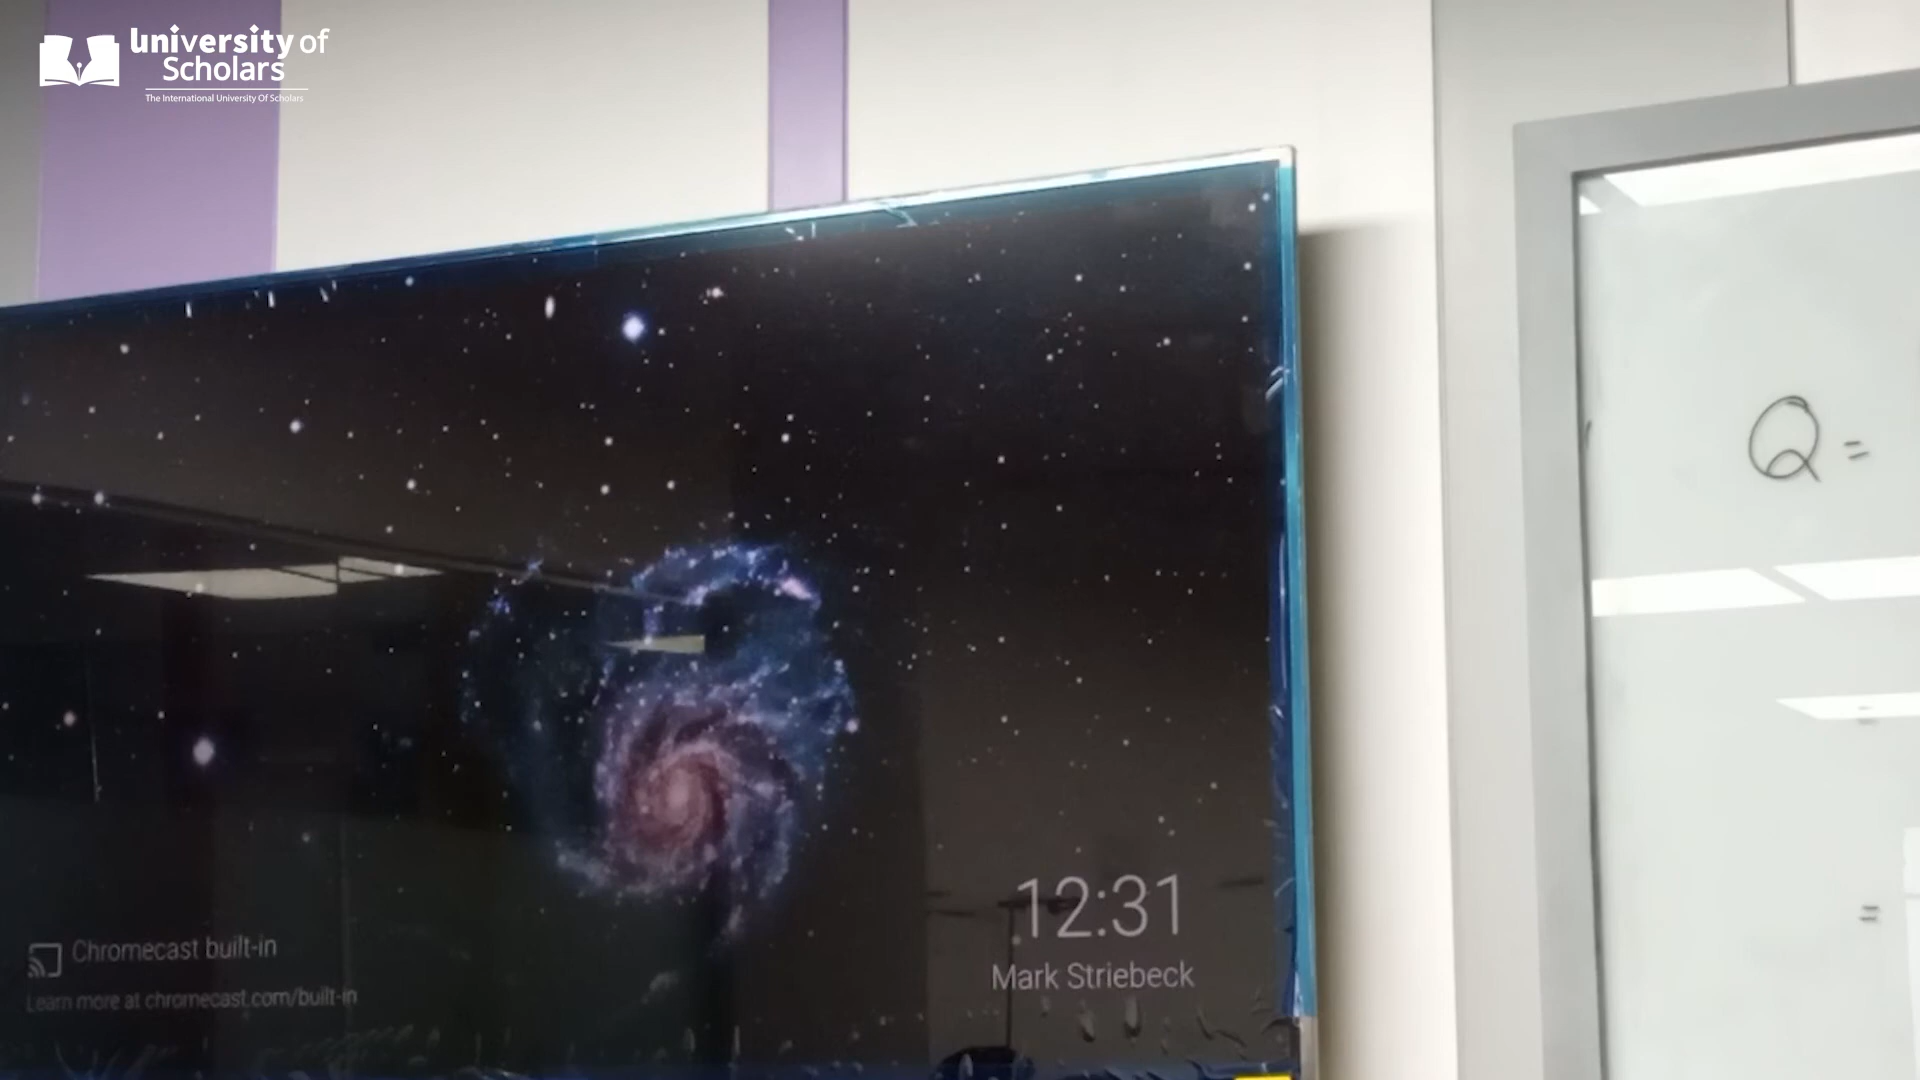 University of
Scholars
The International University Of Scholars
Q =
=
=
12:31
Mark Striebeck
Chromecast built-in
Learn more at chromecast.com/built-in